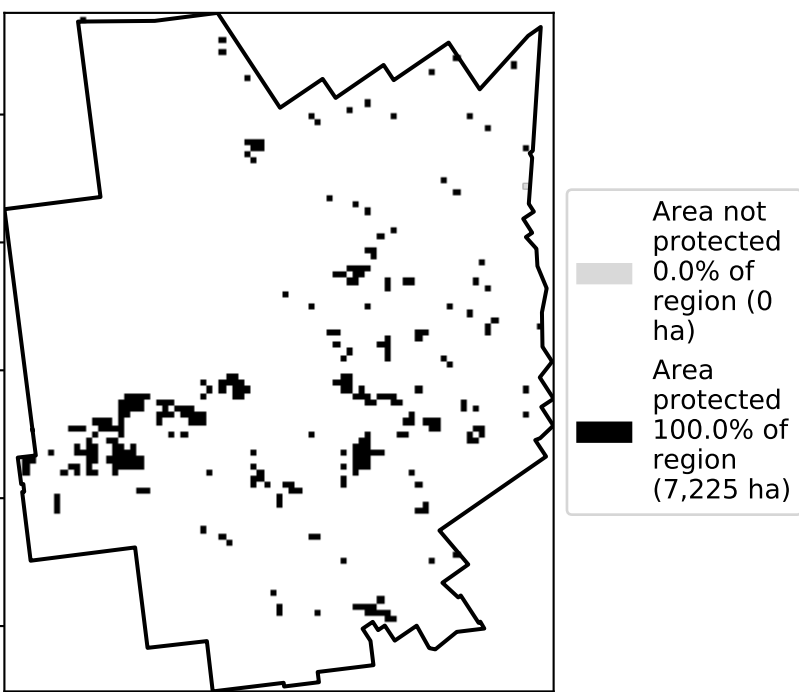 Area not
protected
0.0% of
region (0
ha)
Area
protected
100.0% of
region
(7,225 ha)